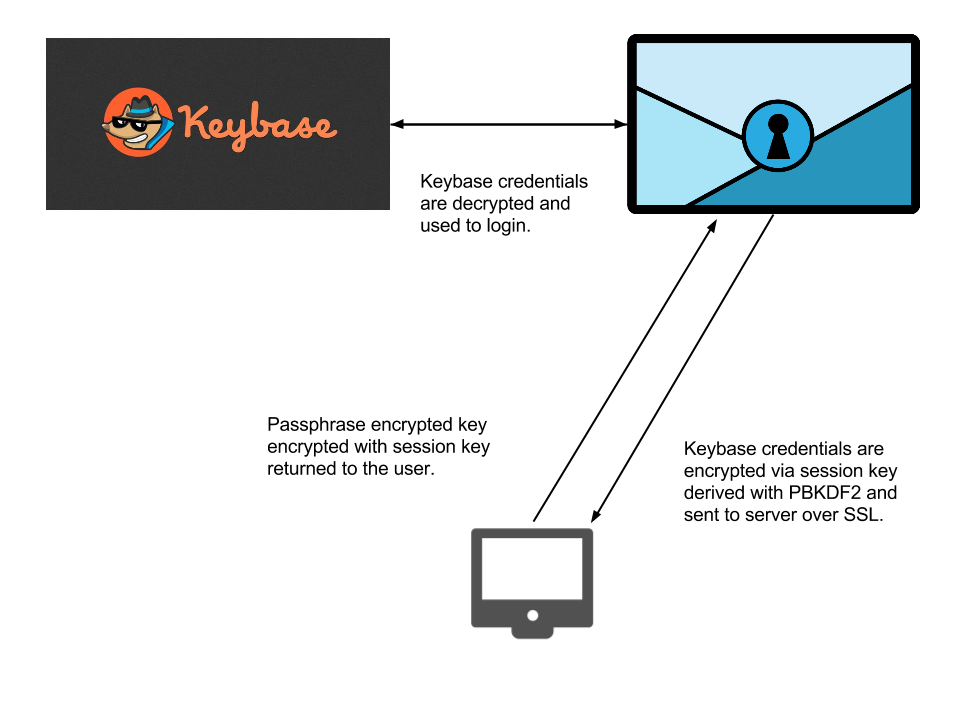 Keybase
Keybase credentials
are decrypted and
used to login.
Passphrase encrypted key
encrypted with session key
returned to the user.
Keybase credentials are
encrypted via session key
derived with PBKDF2 and
sent to server over SSL.